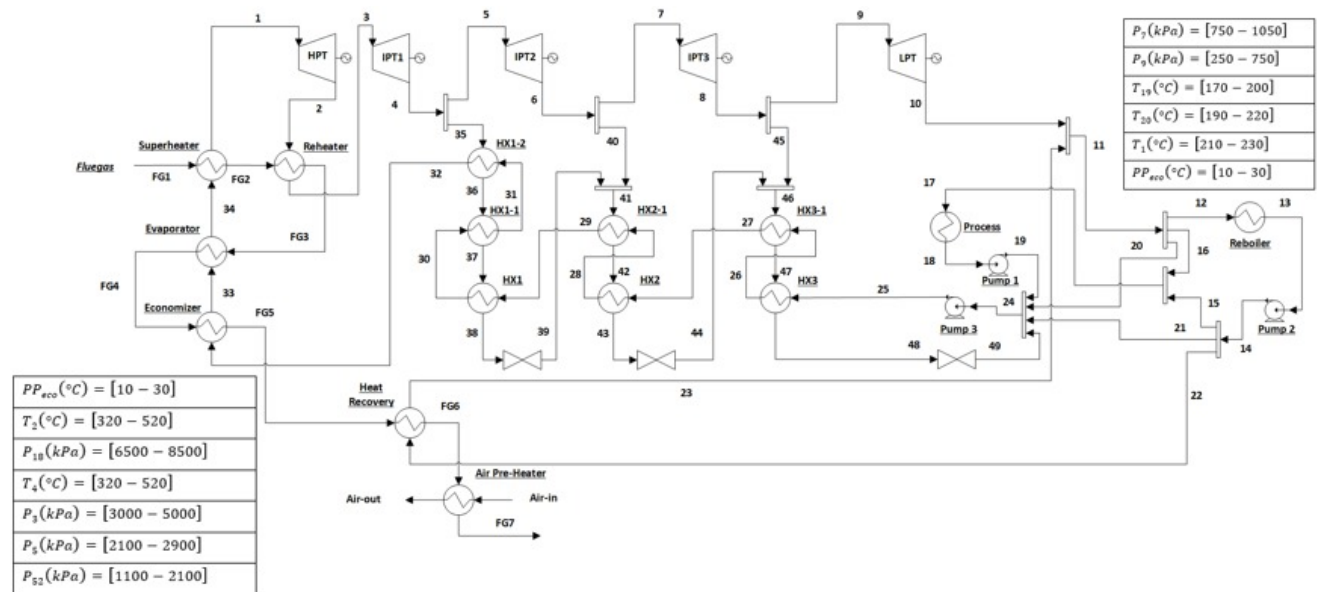 1
3
5
7
9
HPT
IPT1
IPT2
IPT3
LPT
2
4
6
8
10
P₇(kPa) = [750 − 1050]
P₉(kPa) = [250 − 750]
T₁₉(°C) = [170 − 200]
T₂₀(°C) = [190 − 220]
T₁(°C) = [210 − 230]
PPₑcₒ(°C) = [10 − 30]
Superheater
Reheater
Fluegas
FG1
FG2
35
40
45
11
32
HX1-2
36
31
41
46
17
12
13
34
FG3
Evaporator
HX1-1
29
HX2-1
27
HX3-1
Process
20
16
Reboiler
30
37
28
42
26
47
18
19
Pump 1
FG4
33
HX1
HX2
HX3
25
24
15
Economizer
FG5
38
39
43
44
Pump 3
21
14
Pump 2
48
49
23
22
Heat
Recovery
FG6
Air Pre-Heater
Air-out
Air-in
FG7
PPₑcₒ(°C) = [10 − 30]
T₂(°C) = [320 − 520]
P₁₈(kPa) = [6500 − 8500]
T₄(°C) = [320 − 520]
P₃(kPa) = [3000 − 5000]
P₅(kPa) = [2100 − 2900]
P₅₂(kPa) = [1100 − 2100]